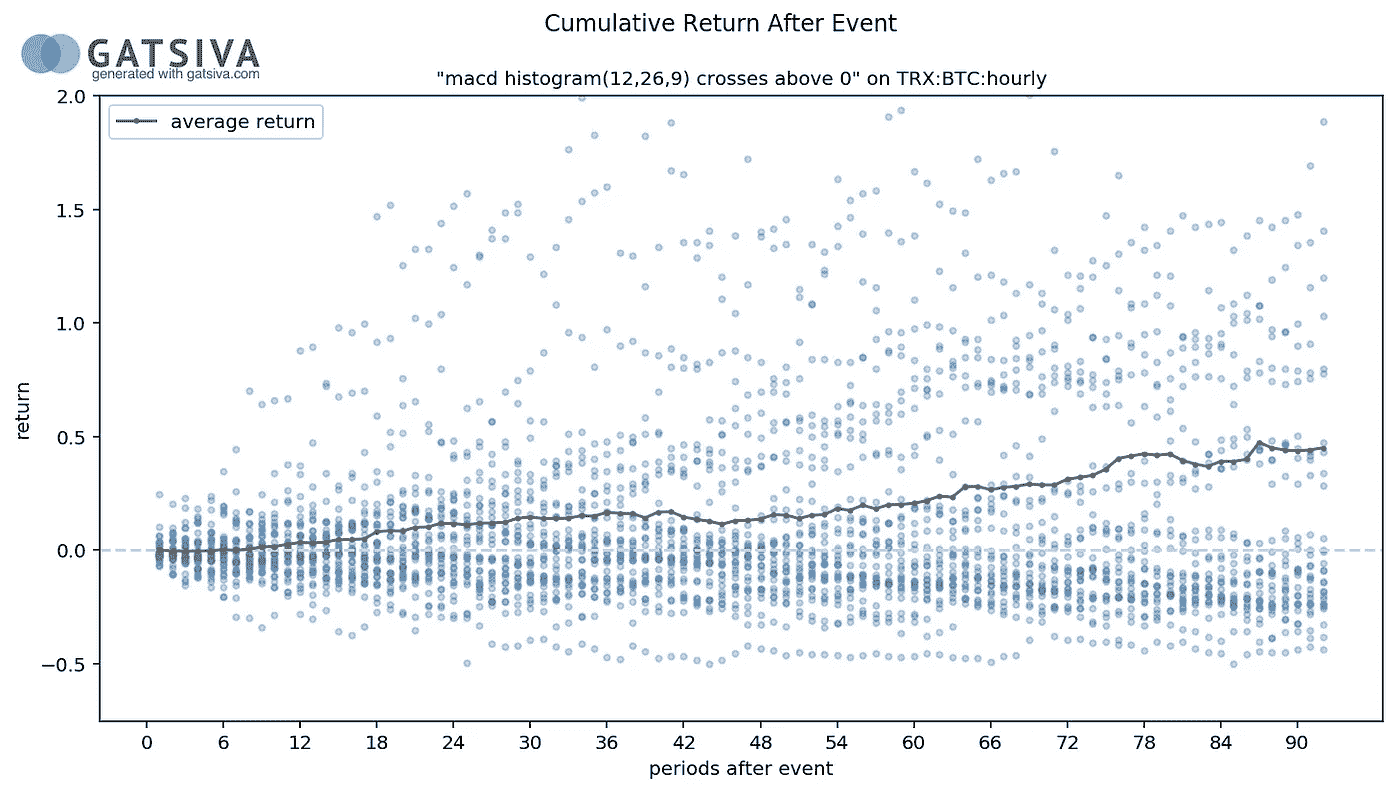 Cumulative Return After Event
GATSIVA
generated with gatsiva.com
"macd histogram(12,26,9) crosses above 0" on TRX:BTC:hourly
average return
2.0
1.5
1.0
0.5
0.0
−0.5
return
0 6 12 18 24 30 36 42 48 54 60 66 72 78 84 90
periods after event